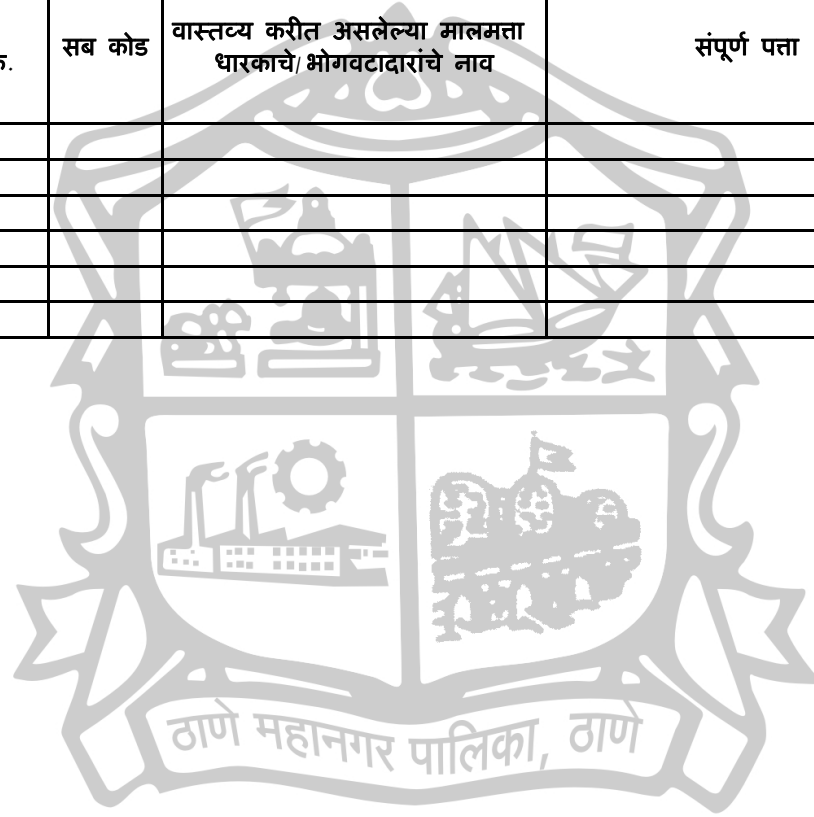 सब कोड
वास्तव्य करीत असलेल्या मालमत्ता
धारकाचे/भोगवटादारांचे नाव
संपूर्ण पत्ता
ठाणे महानगर पालिका, ठाणे